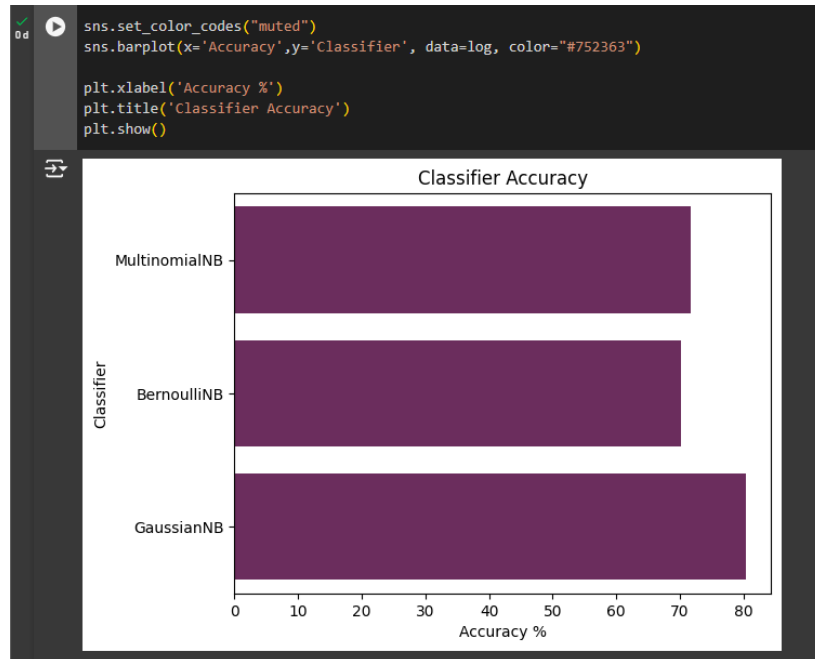 0d
sns.set_color_codes("muted")
sns.barplot(x='Accuracy',y='Classifier', data=log, color="#752363")
plt.xlabel('Accuracy %')
plt.title('Classifier Accuracy')
plt.show()
Classifier Accuracy
MultinomialNB
BernoulliNB
GaussianNB
Classifier
0 10 20 30 40 50 60 70 80
Accuracy %